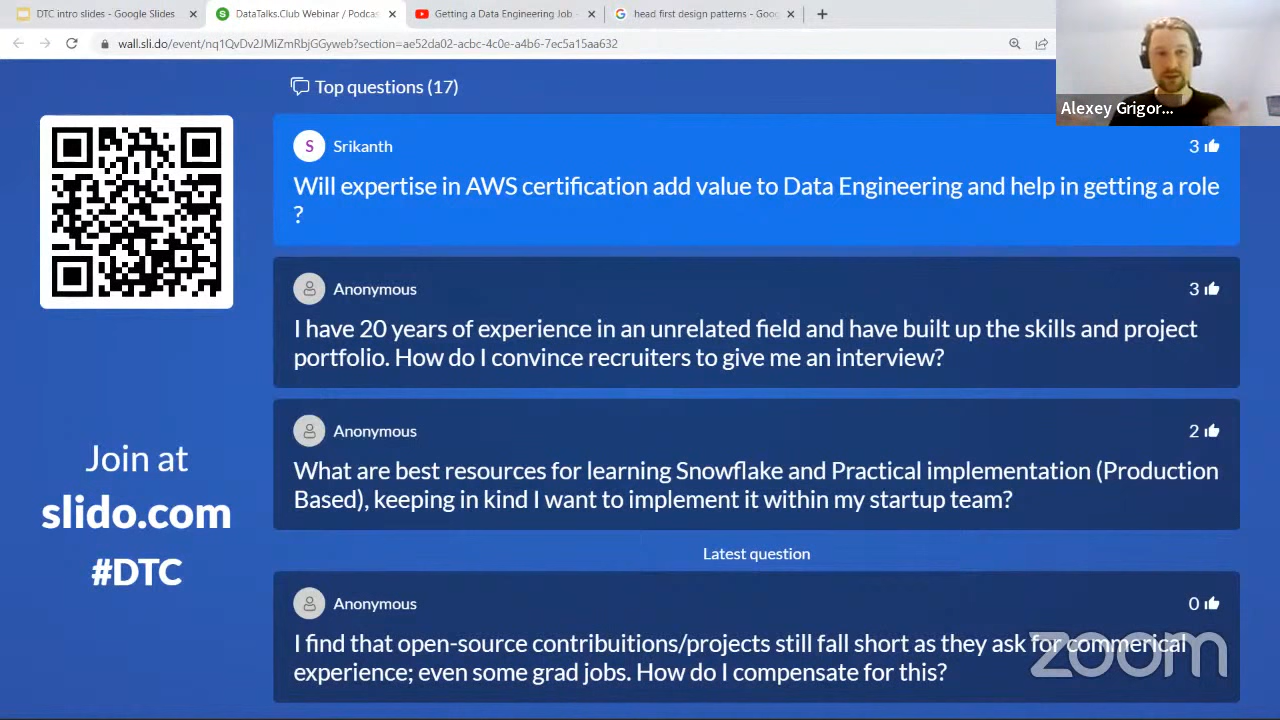 DTC intro slides - Google Slides
DataTalks.Club Webinar / Podcas
Getting a Data Engineering Job -
head first design patterns - Goog
wall.sli.do/event/nq1QvDv2JMiZmRbjGGyweb?section=ae52da02-acbc-4c0e-a4b6-7ec5a15aa632
Alexey Grigor...
Top questions (17)
S Srikanth 3
Will expertise in AWS certification add value to Data Engineering and help in getting a role
?
Anonymous 3
I have 20 years of experience in an unrelated field and have built up the skills and project
portfolio. How do I convince recruiters to give me an interview?
Anonymous 2
What are best resources for learning Snowflake and Practical implementation (Production
Based), keeping in kind I want to implement it within my startup team?
Latest question
Anonymous 0
I find that open-source contribuitions/projects still fall short as they ask for commerical
experience; even some grad jobs. How do I compensate for this?
Join at
slido.com
#DTC
zoom